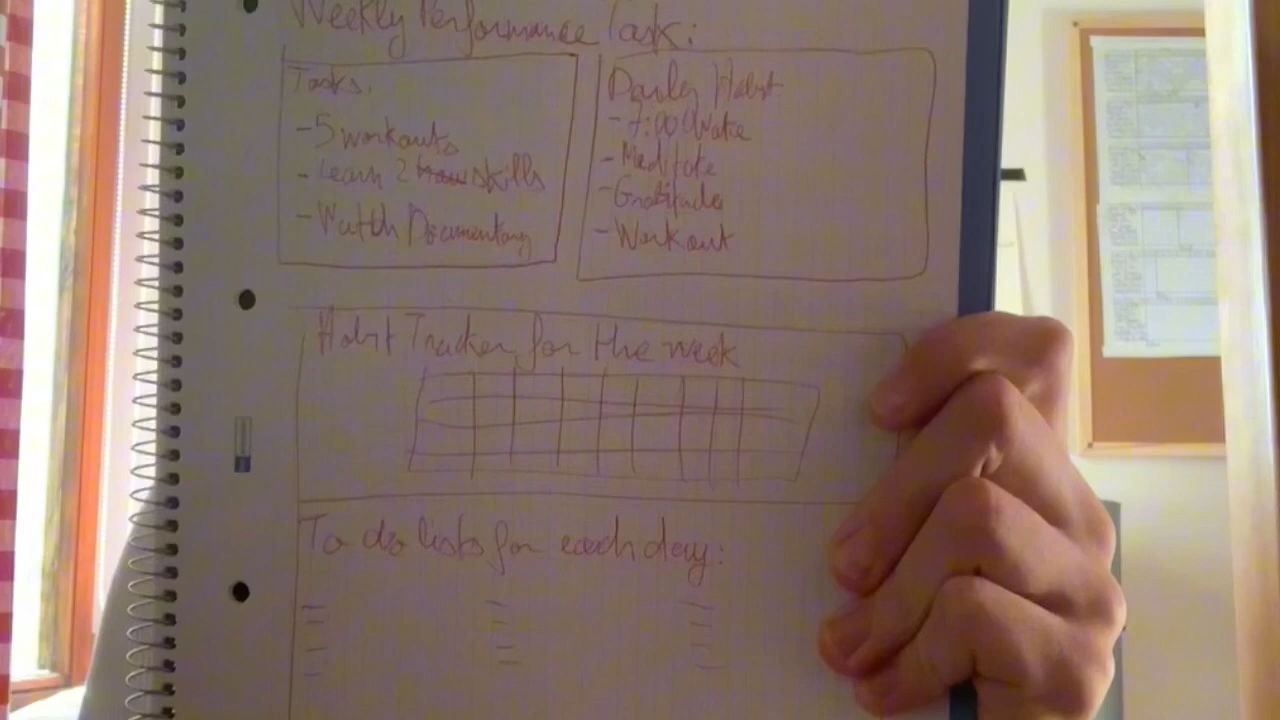 Weekly Performance Task:
Tasks.
- 5 workouts
- Learn 2 skills
- Watch Documentary
Daily Habit
- 7:00 Wake
- Meditate
- Gratitude
- Workout
Habit Tracker for the week
To do lists for each day: